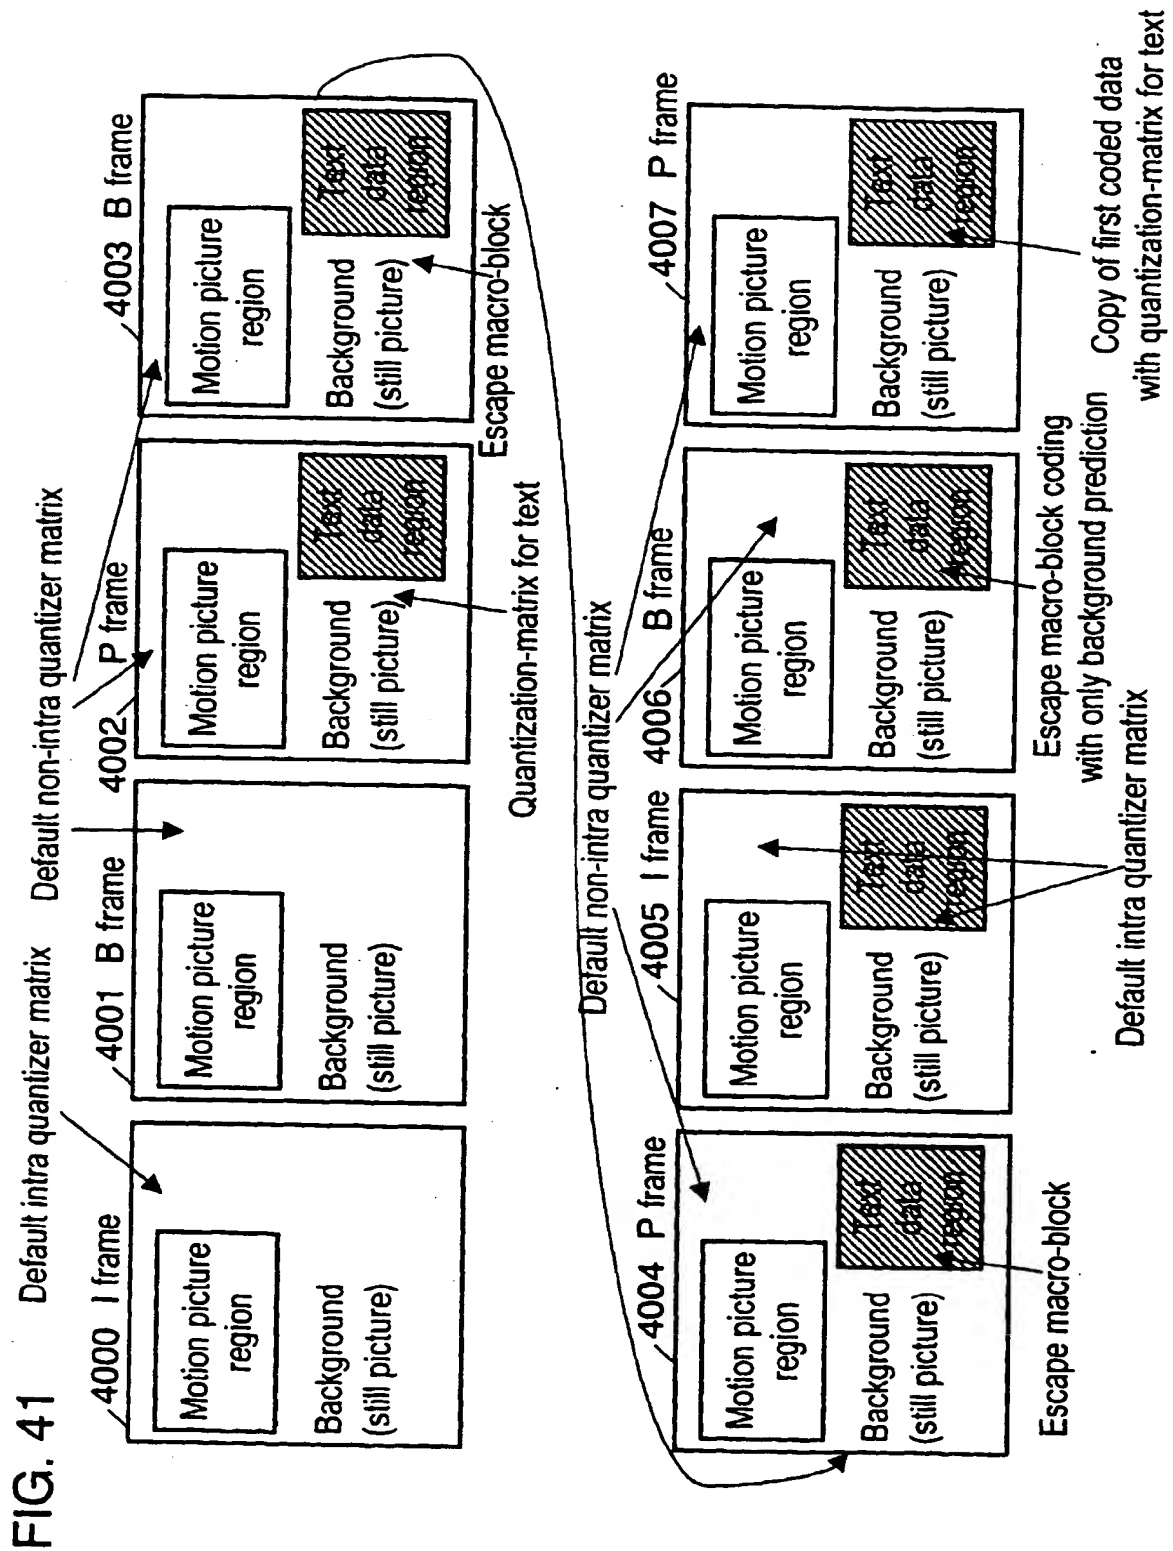 FIG. 41
Default intra quantizer matrix
Default non-intra quantizer matrix
4000 I frame
4001 B frame
4002 P frame
4003 B frame
Motion picture
region
Background
(still picture)
Motion picture
region
Background
(still picture)
Motion picture
region
Background
(still picture)
Text
data
region
Motion picture
region
Background
(still picture)
Text
data
region
Quantization-matrix for text
Escape macro-block
Default non-intra quantizer matrix
4004 P frame
4005 I frame
4006 B frame
4007 P frame
Motion picture
region
Background
(still picture)
Text
data
region
Motion picture
region
Background
(still picture)
Text
data
region
Motion picture
region
Background
(still picture)
Text
data
region
Motion picture
region
Background
(still picture)
Text
data
region
Escape macro-block
Default intra quantizer matrix
Escape macro-block coding
with only background prediction
Copy of first coded data
with quantization-matrix for text